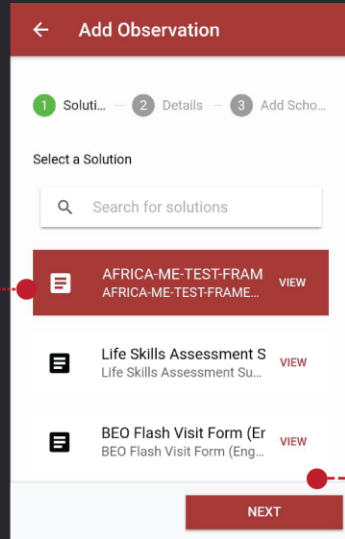 Add Observation
1 Soluti... 2 Details 3 Add Scho...
Select a Solution
Search for solutions
AFRICA-ME-TEST-FRAM
AFRICA-ME-TEST-FRAME...
VIEW
Life Skills Assessment S
Life Skills Assessment Su...
VIEW
BEO Flash Visit Form (Er
BEO Flash Visit Form (Eng...
VIEW
NEXT